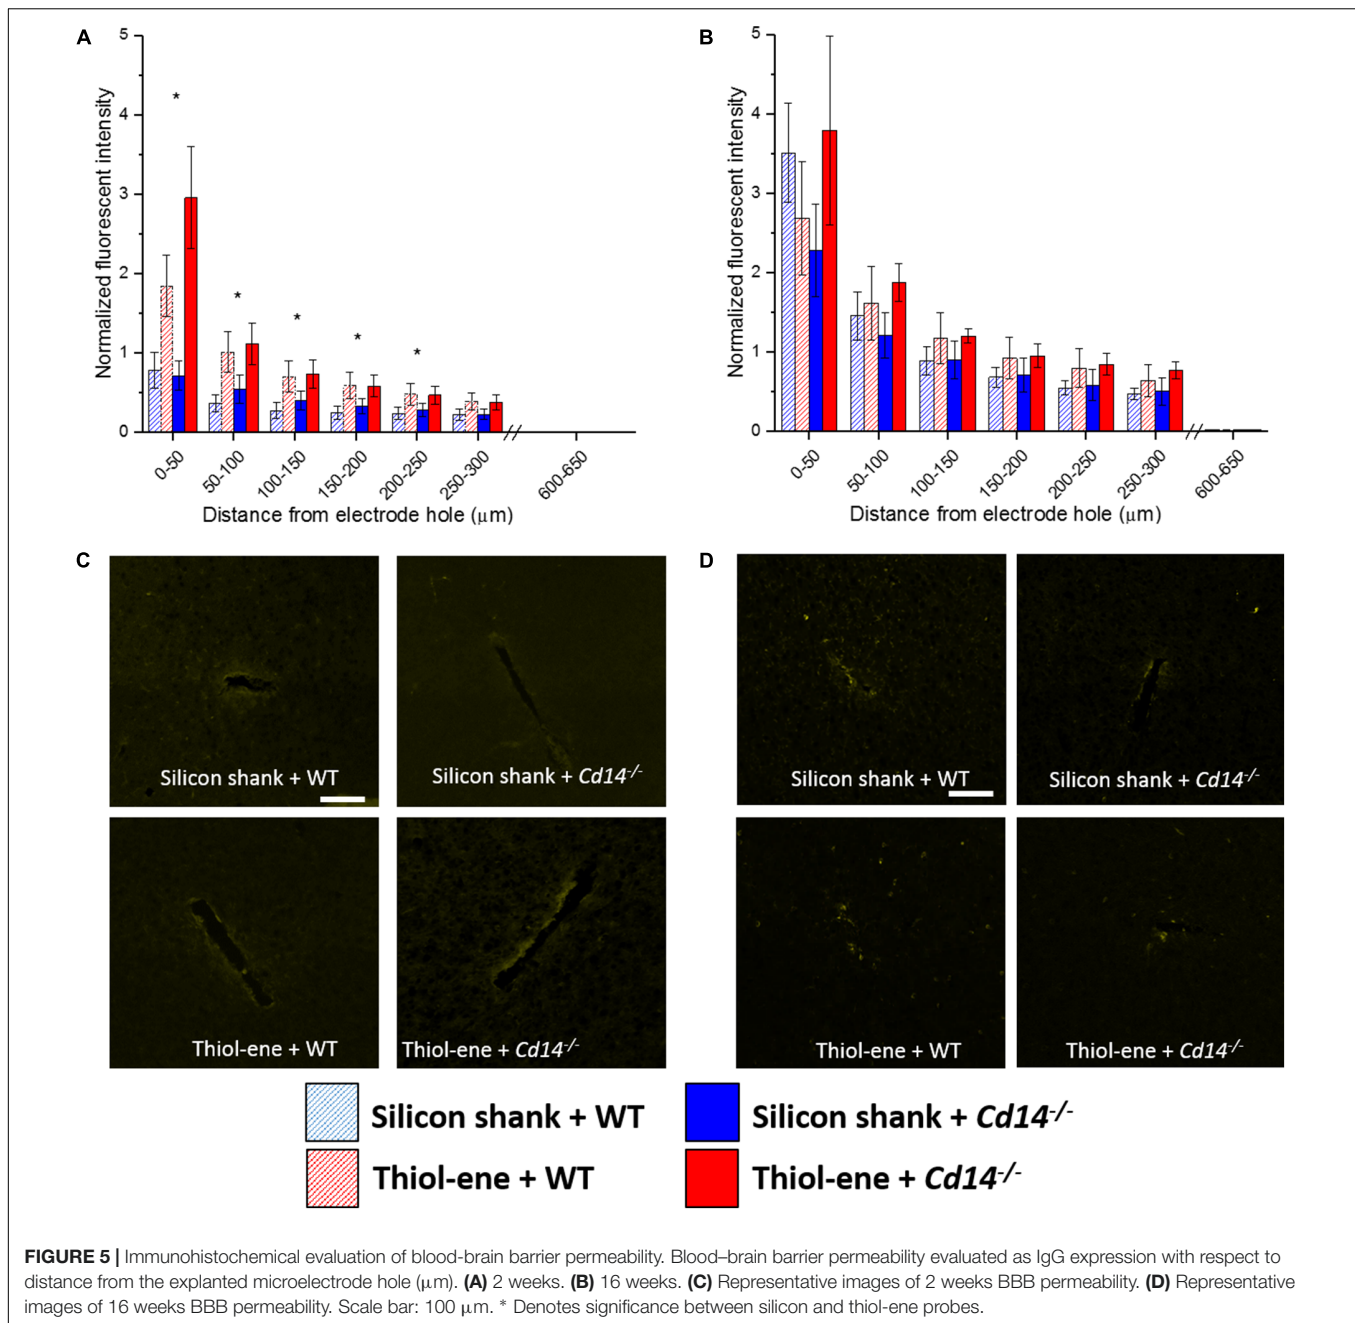 A
B
5
4
3
2
1
0
Normalized fluorescent intensity
*
*
*
*
*
0-50
50-100
100-150
150-200
200-250
250-300
600-650
Distance from electrode hole (μm)
5
4
3
2
1
0
Normalized fluorescent intensity
0-50
50-100
100-150
150-200
200-250
250-300
600-650
Distance from electrode hole (μm)
C
Silicon shank + WT
Silicon shank + Cd14-/-
Thiol-ene + WT
Thiol-ene + Cd14-/-
D
Silicon shank + WT
Silicon shank + Cd14-/-
Thiol-ene + WT
Thiol-ene + Cd14-/-
Silicon shank + WT
Silicon shank + Cd14-/-
Thiol-ene + WT
Thiol-ene + Cd14-/-
FIGURE 5 | Immunohistochemical evaluation of blood-brain barrier permeability. Blood–brain barrier permeability evaluated as IgG expression with respect to
distance from the explanted microelectrode hole (μm). (A) 2 weeks. (B) 16 weeks. (C) Representative images of 2 weeks BBB permeability. (D) Representative
images of 16 weeks BBB permeability. Scale bar: 100 μm. * Denotes significance between silicon and thiol-ene probes.